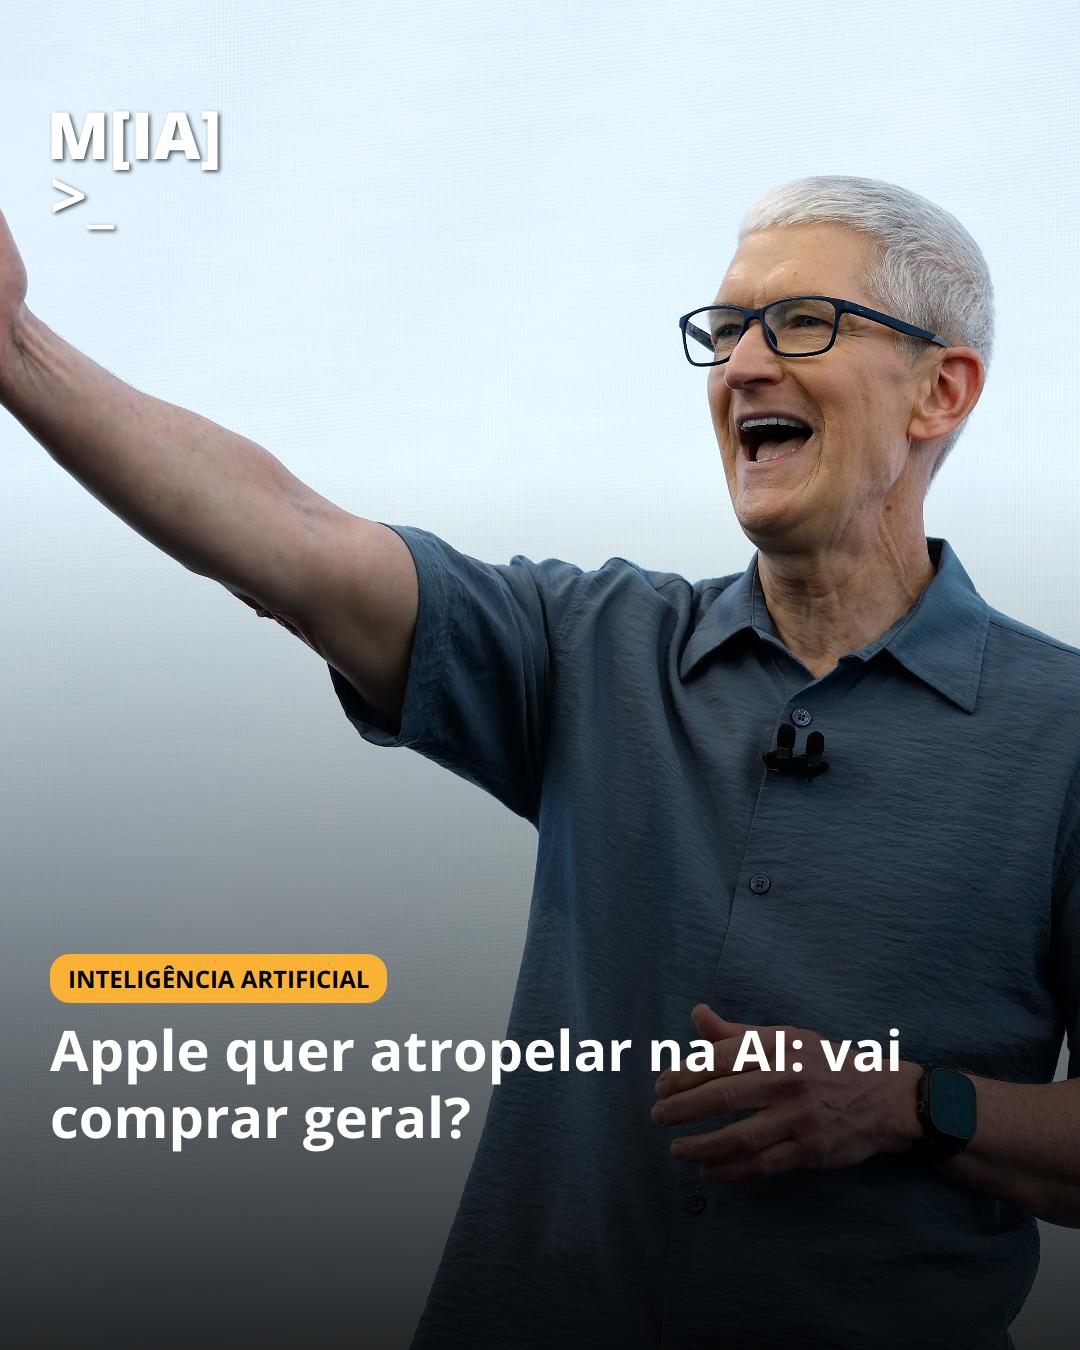 M[IA]
>_
INTELIGÊNCIA ARTIFICIAL
Apple quer atropelar na AI: vai
comprar geral?